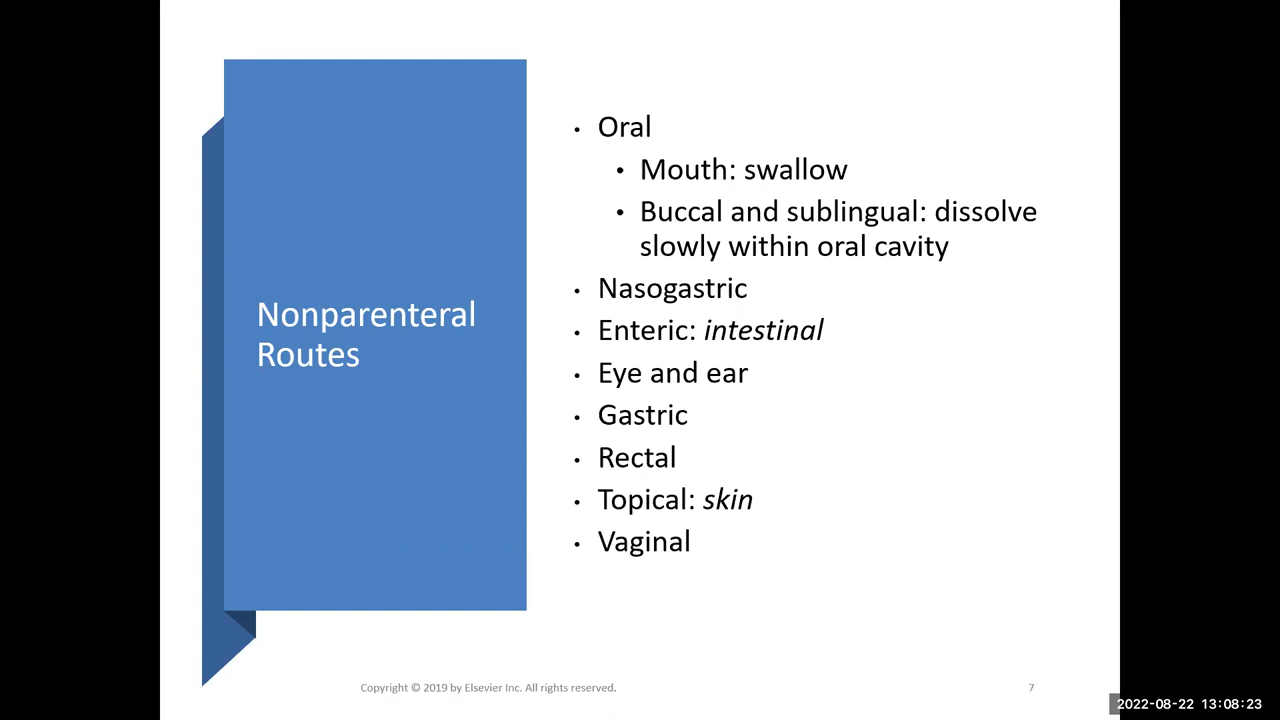 Nonparenteral
Routes
• Oral
• Mouth: swallow
• Buccal and sublingual: dissolve
slowly within oral cavity
• Nasogastric
• Enteric: intestinal
• Eye and ear
• Gastric
• Rectal
• Topical: skin
• Vaginal
Copyright © 2019 by Elsevier Inc. All rights reserved.
7
2022-08-22 13:08:23